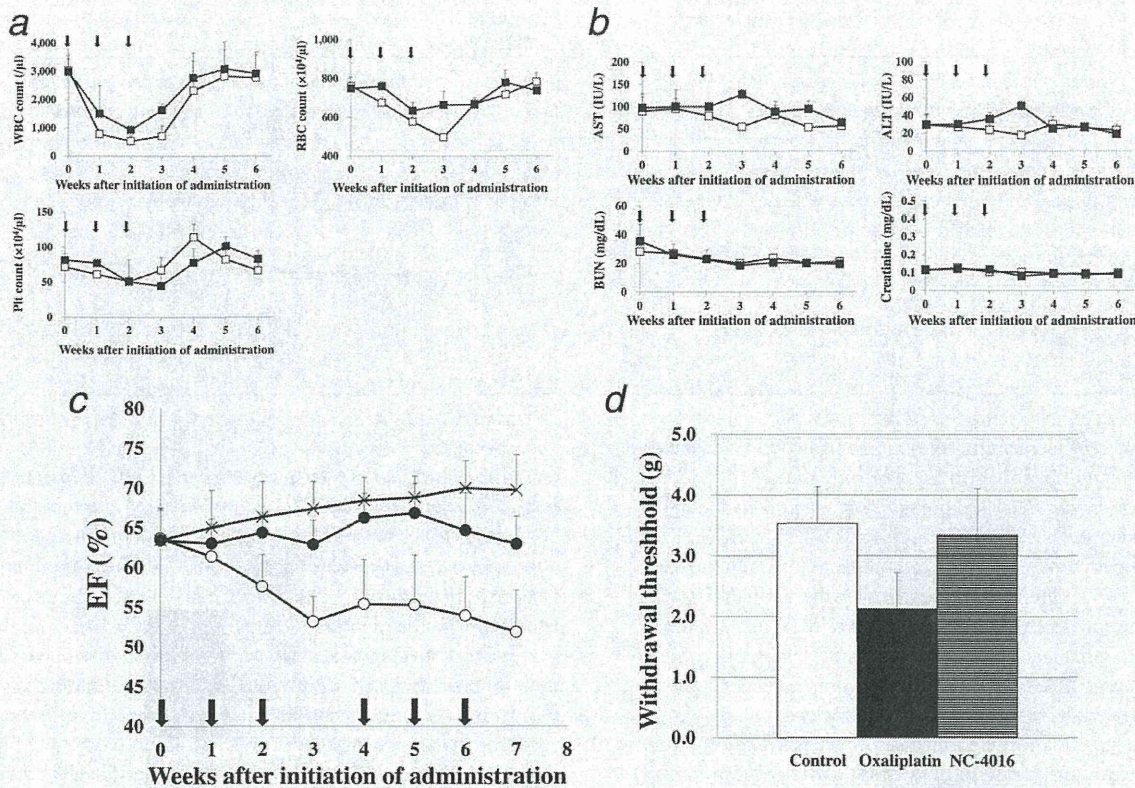 a
WBC count (/μl)
4,000
3,000
2,000
1,000
0
0 1 2 3 4 5 6
Weeks after initiation of administration
RBC count (×10⁴/μl)
1,000
800
600
400
0 1 2 3 4 5 6
Weeks after initiation of administration
Plt count (×10⁴/μl)
150
100
50
0
0 1 2 3 4 5 6
Weeks after initiation of administration
b
AST (IU/L)
200
150
100
50
0
0 1 2 3 4 5 6
Weeks after initiation of administration
ALT (IU/L)
100
80
60
40
20
0
0 1 2 3 4 5 6
Weeks after initiation of administration
BUN (mg/dL)
60
40
20
0
0 1 2 3 4 5 6
Weeks after initiation of administration
Creatinine (mg/dL)
0.5
0.4
0.3
0.2
0.1
0
0 1 2 3 4 5 6
Weeks after initiation of administration
c
EF (%)
80
75
70
65
60
55
50
45
40
0 1 2 3 4 5 6 7 8
Weeks after initiation of administration
d
Withdrawal threshhold (g)
5.0
4.0
3.0
2.0
1.0
0.0
Control Oxaliplatin NC-4016